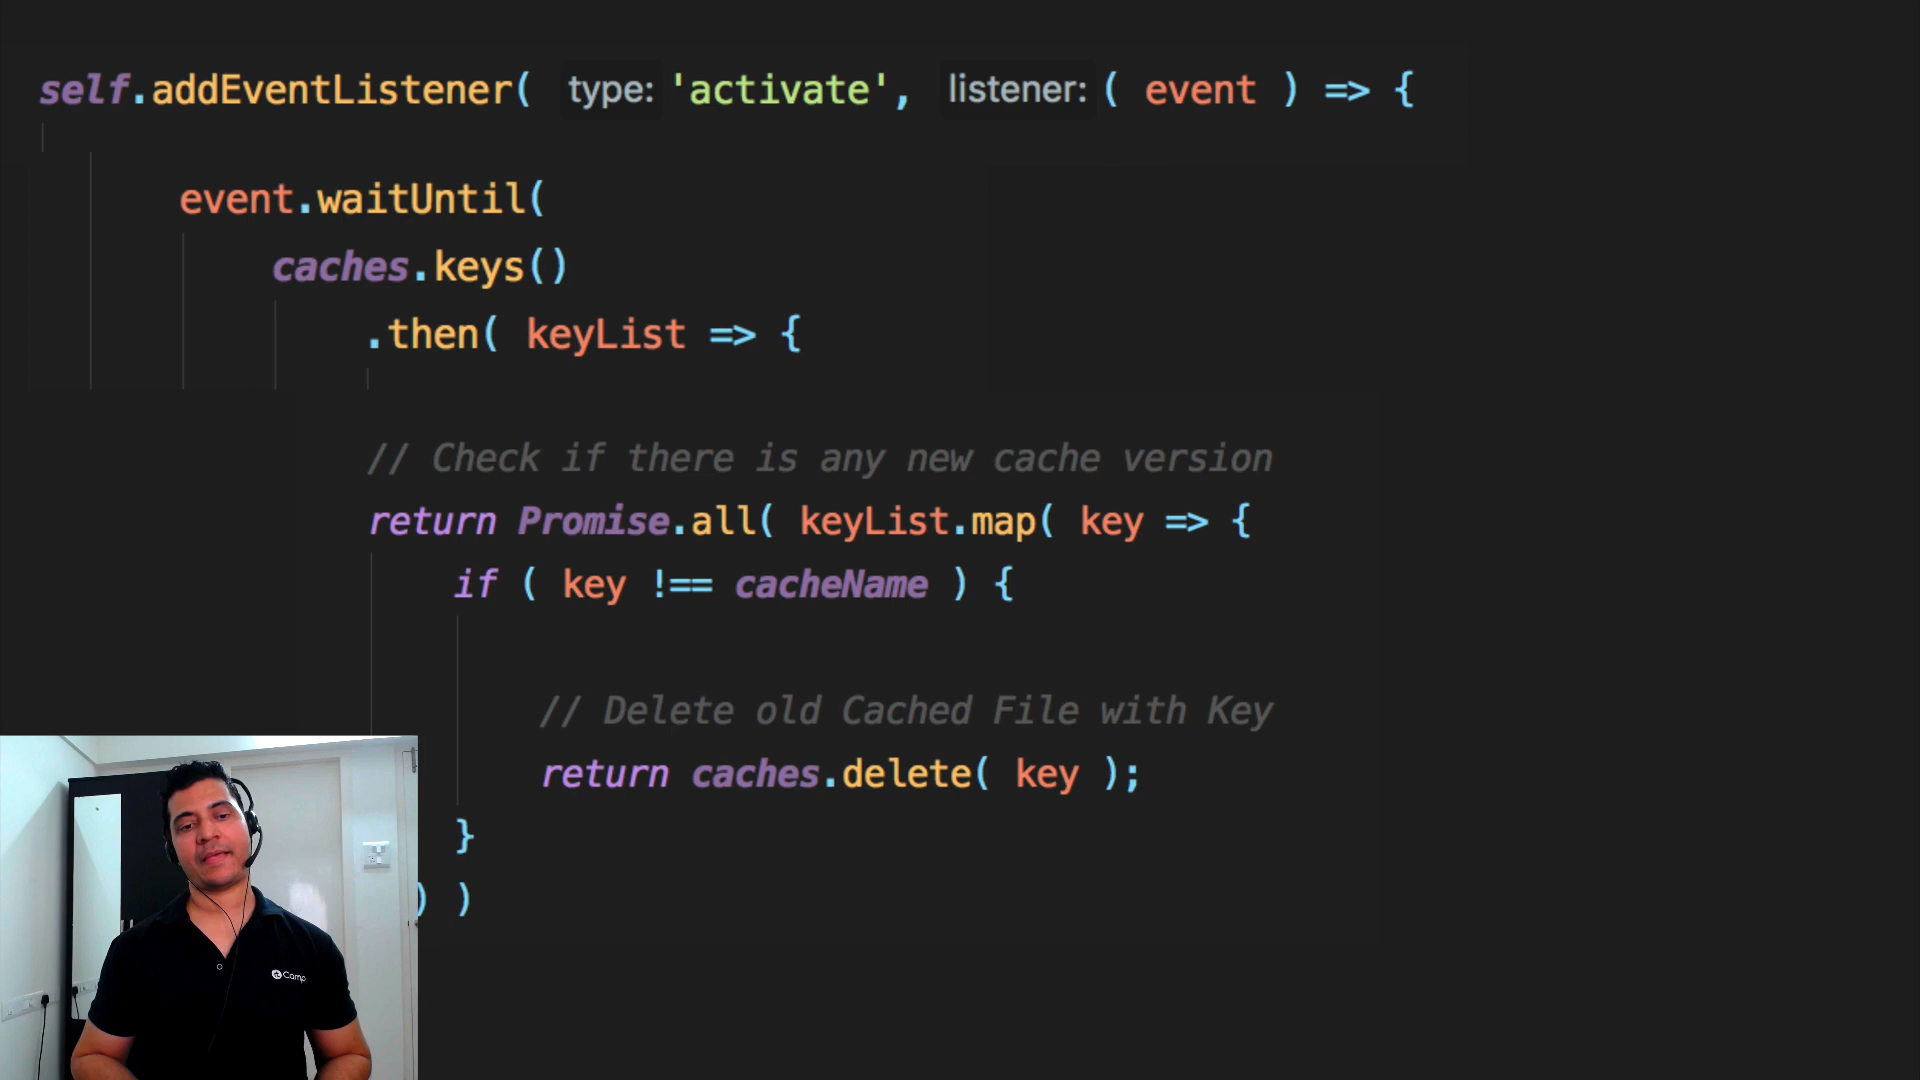 self.addEventListener( type: 'activate', listener: ( event ) => {
event.waitUntil(
caches.keys()
.then( keyList => {
// Check if there is any new cache version
return Promise.all( keyList.map( key => {
if ( key !== cacheName ) {
// Delete old Cached File with Key
return caches.delete( key );
}
) )
Camp